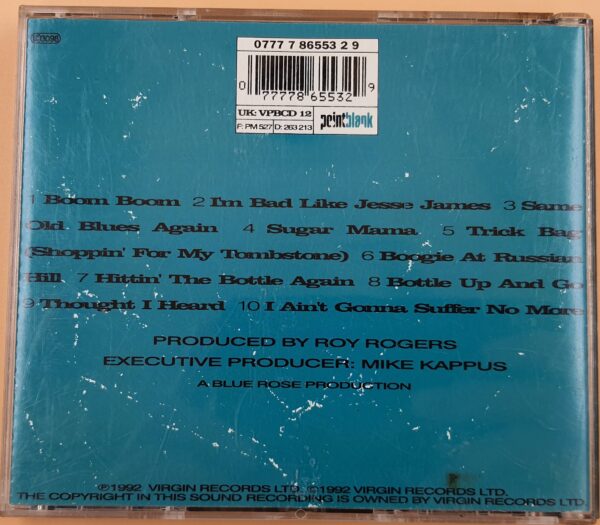 LC3098
0777 7 86553 2 9
0 77778 65532 9
UK: VPBCD 12
F: PM 527 D: 263 213
pointblank
1 Boom Boom 2 I'm Bad Like Jesse James 3 Same
Old Blues Again 4 Sugar Mama 5 Trick Bag
(Shoppin' For My Tombstone) 6 Boogie At Russian
Hill 7 Hittin' The Bottle Again 8 Bottle Up And Go
9 Thought I Heard 10 I Ain't Gonna Suffer No More
PRODUCED BY ROY ROGERS
EXECUTIVE PRODUCER: MIKE KAPPUS
A BLUE ROSE PRODUCTION
℗1992 VIRGIN RECORDS LTD. ©1992 VIRGIN RECORDS LTD.
THE COPYRIGHT IN THIS SOUND RECORDING IS OWNED BY VIRGIN RECORDS LTD